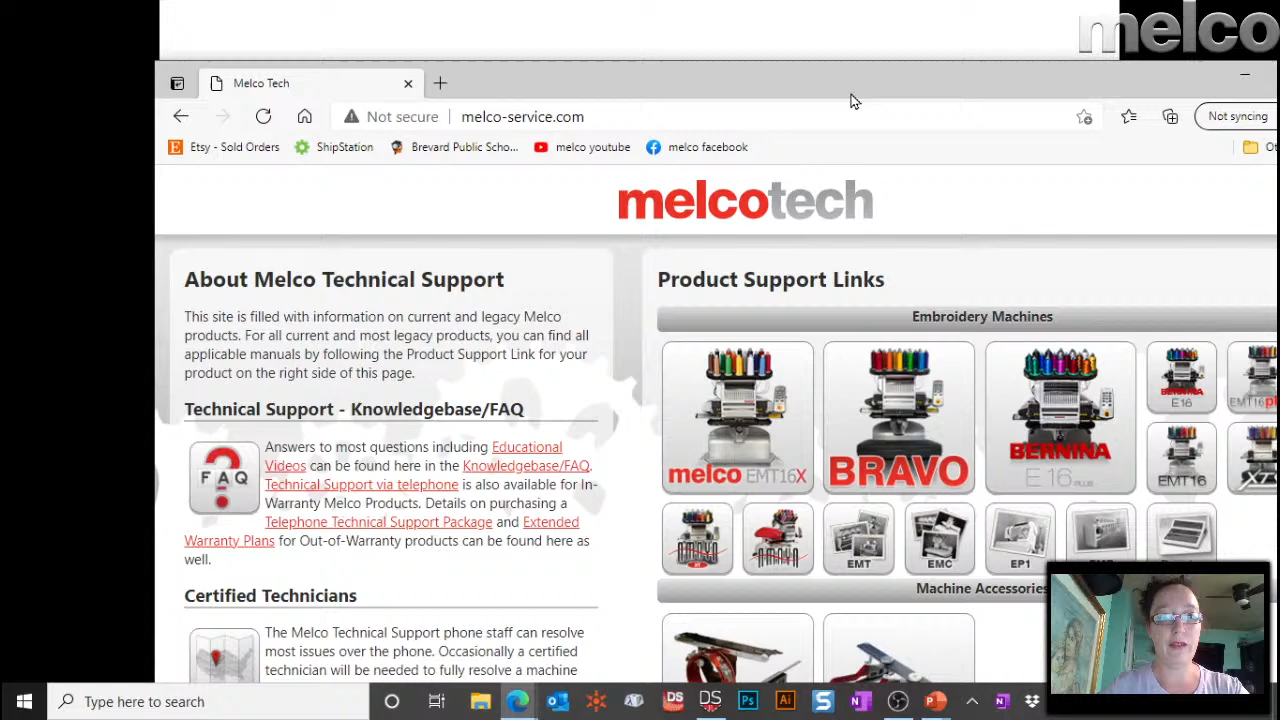 melco
Melco Tech
Not secure melco-service.com Not syncing
Etsy - Sold Orders ShipStation Brevard Public Scho... melco youtube melco facebook
melcotech
About Melco Technical Support
This site is filled with information on current and legacy Melco
products. For all current and most legacy products, you can find all
applicable manuals by following the Product Support Link for your
product on the right side of this page.
Technical Support - Knowledgebase/FAQ
FAQ
Answers to most questions including Educational
Videos can be found here in the Knowledgebase/FAQ.
Technical Support via telephone is also available for In-
Warranty Melco Products. Details on purchasing a
Telephone Technical Support Package and Extended
Warranty Plans for Out-of-Warranty products can be found here as
well.
Certified Technicians
The Melco Technical Support phone staff can resolve
most issues over the phone. Occasionally a certified
technician will be needed to fully resolve a machine
Product Support Links
Embroidery Machines
melco EMT16X
BRAVO
BERNINA
E 16 PLUS
BERNINA
E16
EMT16
X7
EMT
EMC
EP1
Machine Accessories
Type here to search